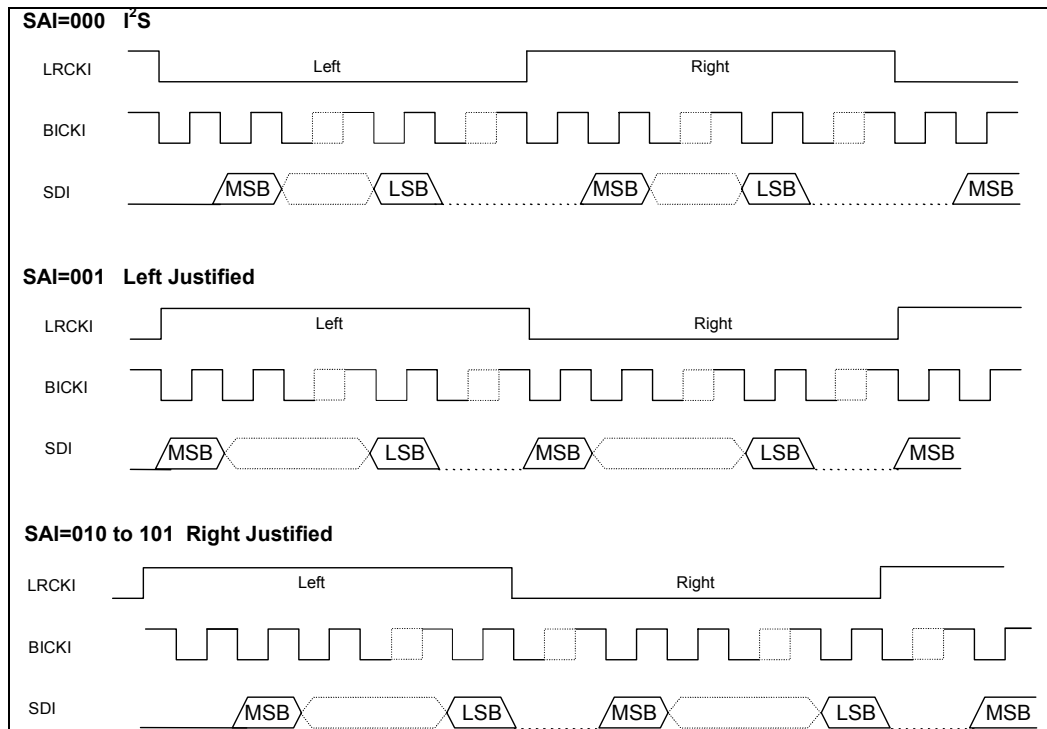 SAI=000 I²S
LRCKI Left Right
BICKI
SDI MSB LSB MSB LSB MSB
SAI=001 Left Justified
LRCKI Left Right
BICKI
SDI MSB LSB MSB LSB MSB
SAI=010 to 101 Right Justified
LRCKI Left Right
BICKI
SDI MSB LSB MSB LSB MSB